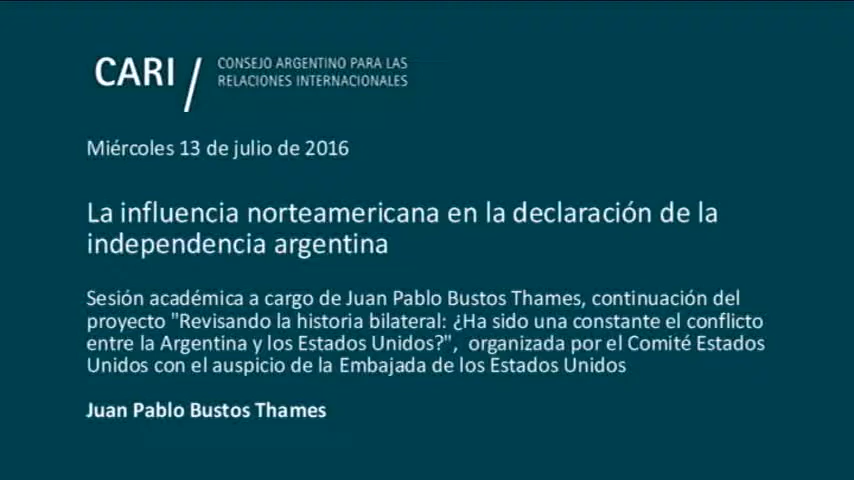 CARI /
CONSEJO ARGENTINO PARA LAS
RELACIONES INTERNACIONALES
Miércoles 13 de julio de 2016
La influencia norteamericana en la declaración de la
independencia argentina
Sesión académica a cargo de Juan Pablo Bustos Thames, continuación del
proyecto "Revisando la historia bilateral: ¿Ha sido una constante el conflicto
entre la Argentina y los Estados Unidos?", organizada por el Comité Estados
Unidos con el auspicio de la Embajada de los Estados Unidos
Juan Pablo Bustos Thames